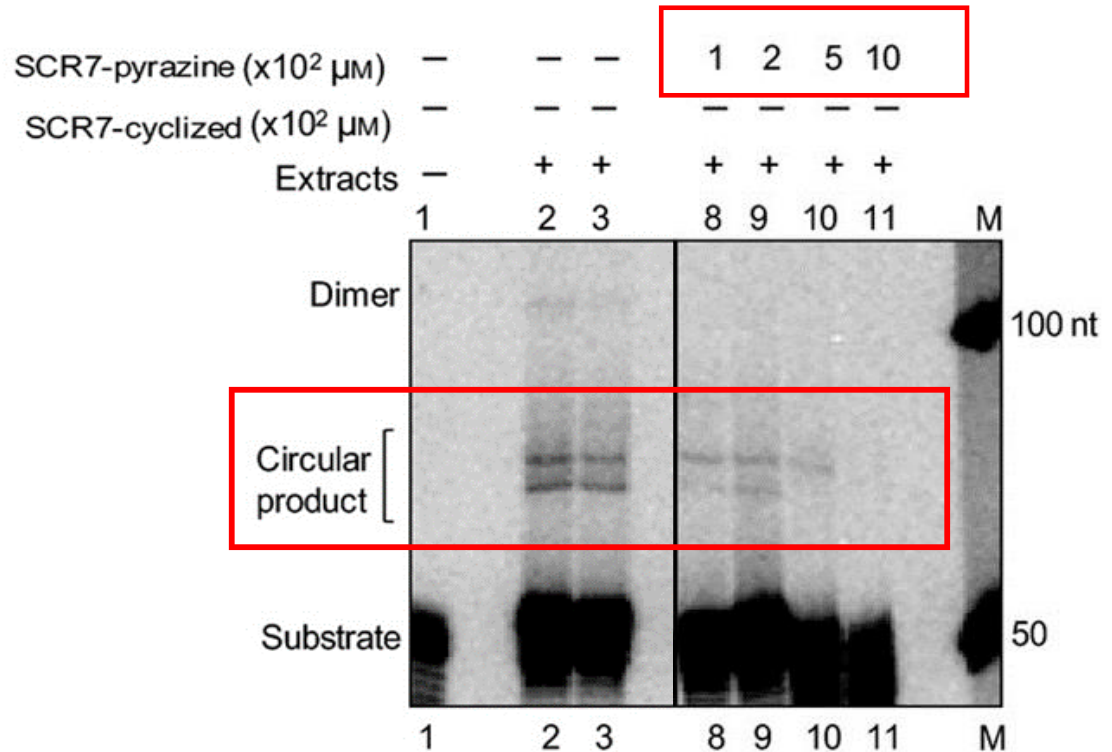 SCR7-pyrazine (x10² µM) – – – 1 2 5 10
SCR7-cyclized (x10² µM) – – – – – – –
Extracts – + + + + + +
1 2 3 8 9 10 11 M
Dimer
100 nt
Circular
product
Substrate
50
1 2 3 8 9 10 11 M